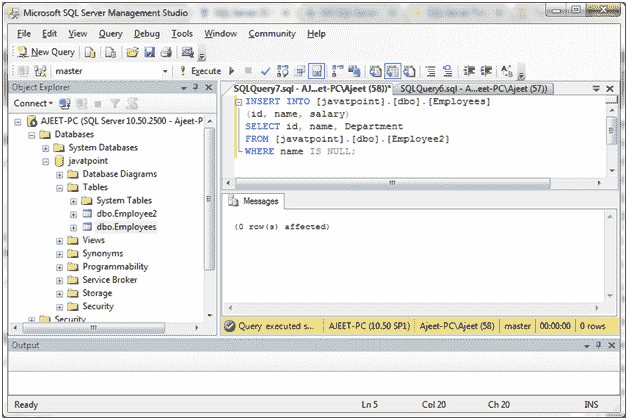 Microsoft SQL Server Management Studio
File Edit View Query Debug Tools Window Community Help
New Query
master Execute
Object Explorer
Connect
AJEET-PC (SQL Server 10.50.2500 - Ajeet-P
Databases
System Databases
javatpoint
Database Diagrams
Tables
System Tables
dbo.Employee2
dbo.Employees
Views
Synonyms
Programmability
Service Broker
Storage
Security
Security
SQLQuery7.sql - AJ...eet-PC\Ajeet (58))* SQLQuery6.sql - A...eet-PC\Ajeet (57))
INSERT INTO [javatpoint].[dbo].[Employees]
(id, name, salary)
SELECT id, name, Department
FROM [javatpoint].[dbo].[Employee2]
WHERE name IS NULL;
Messages
(0 row(s) affected)
Query executed s... AJEET-PC (10.50 SP1) Ajeet-PC\Ajeet (58) master 00:00:00 0 rows
Output
Ready Ln 5 Col 20 Ch 20 INS